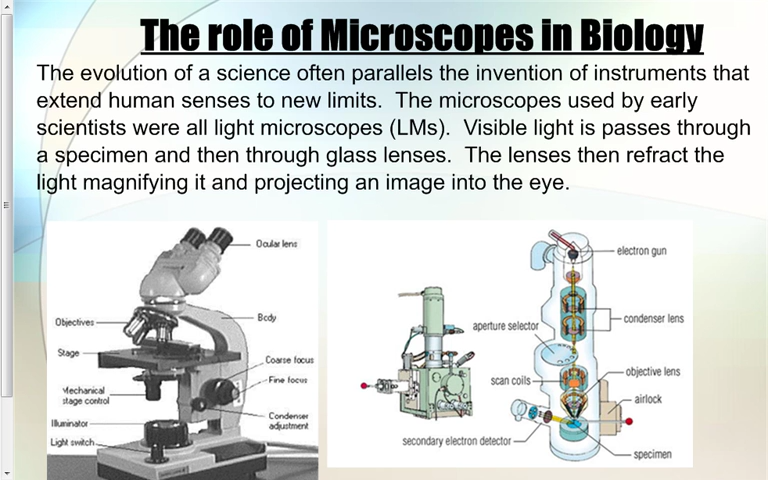 The role of Microscopes in Biology
The evolution of a science often parallels the invention of instruments that
extend human senses to new limits.  The microscopes used by early
scientists were all light microscopes (LMs).  Visible light is passes through
a specimen and then through glass lenses.  The lenses then refract the
light magnifying it and projecting an image into the eye.
Ocular lens
Objectives
Body
Stage
Coarse focus
Fine focus
Mechanical
stage control
Condenser
adjustment
Illuminator
Light switch
electron gun
condenser lens
aperture selector
objective lens
scan coils
airlock
secondary electron detector
specimen